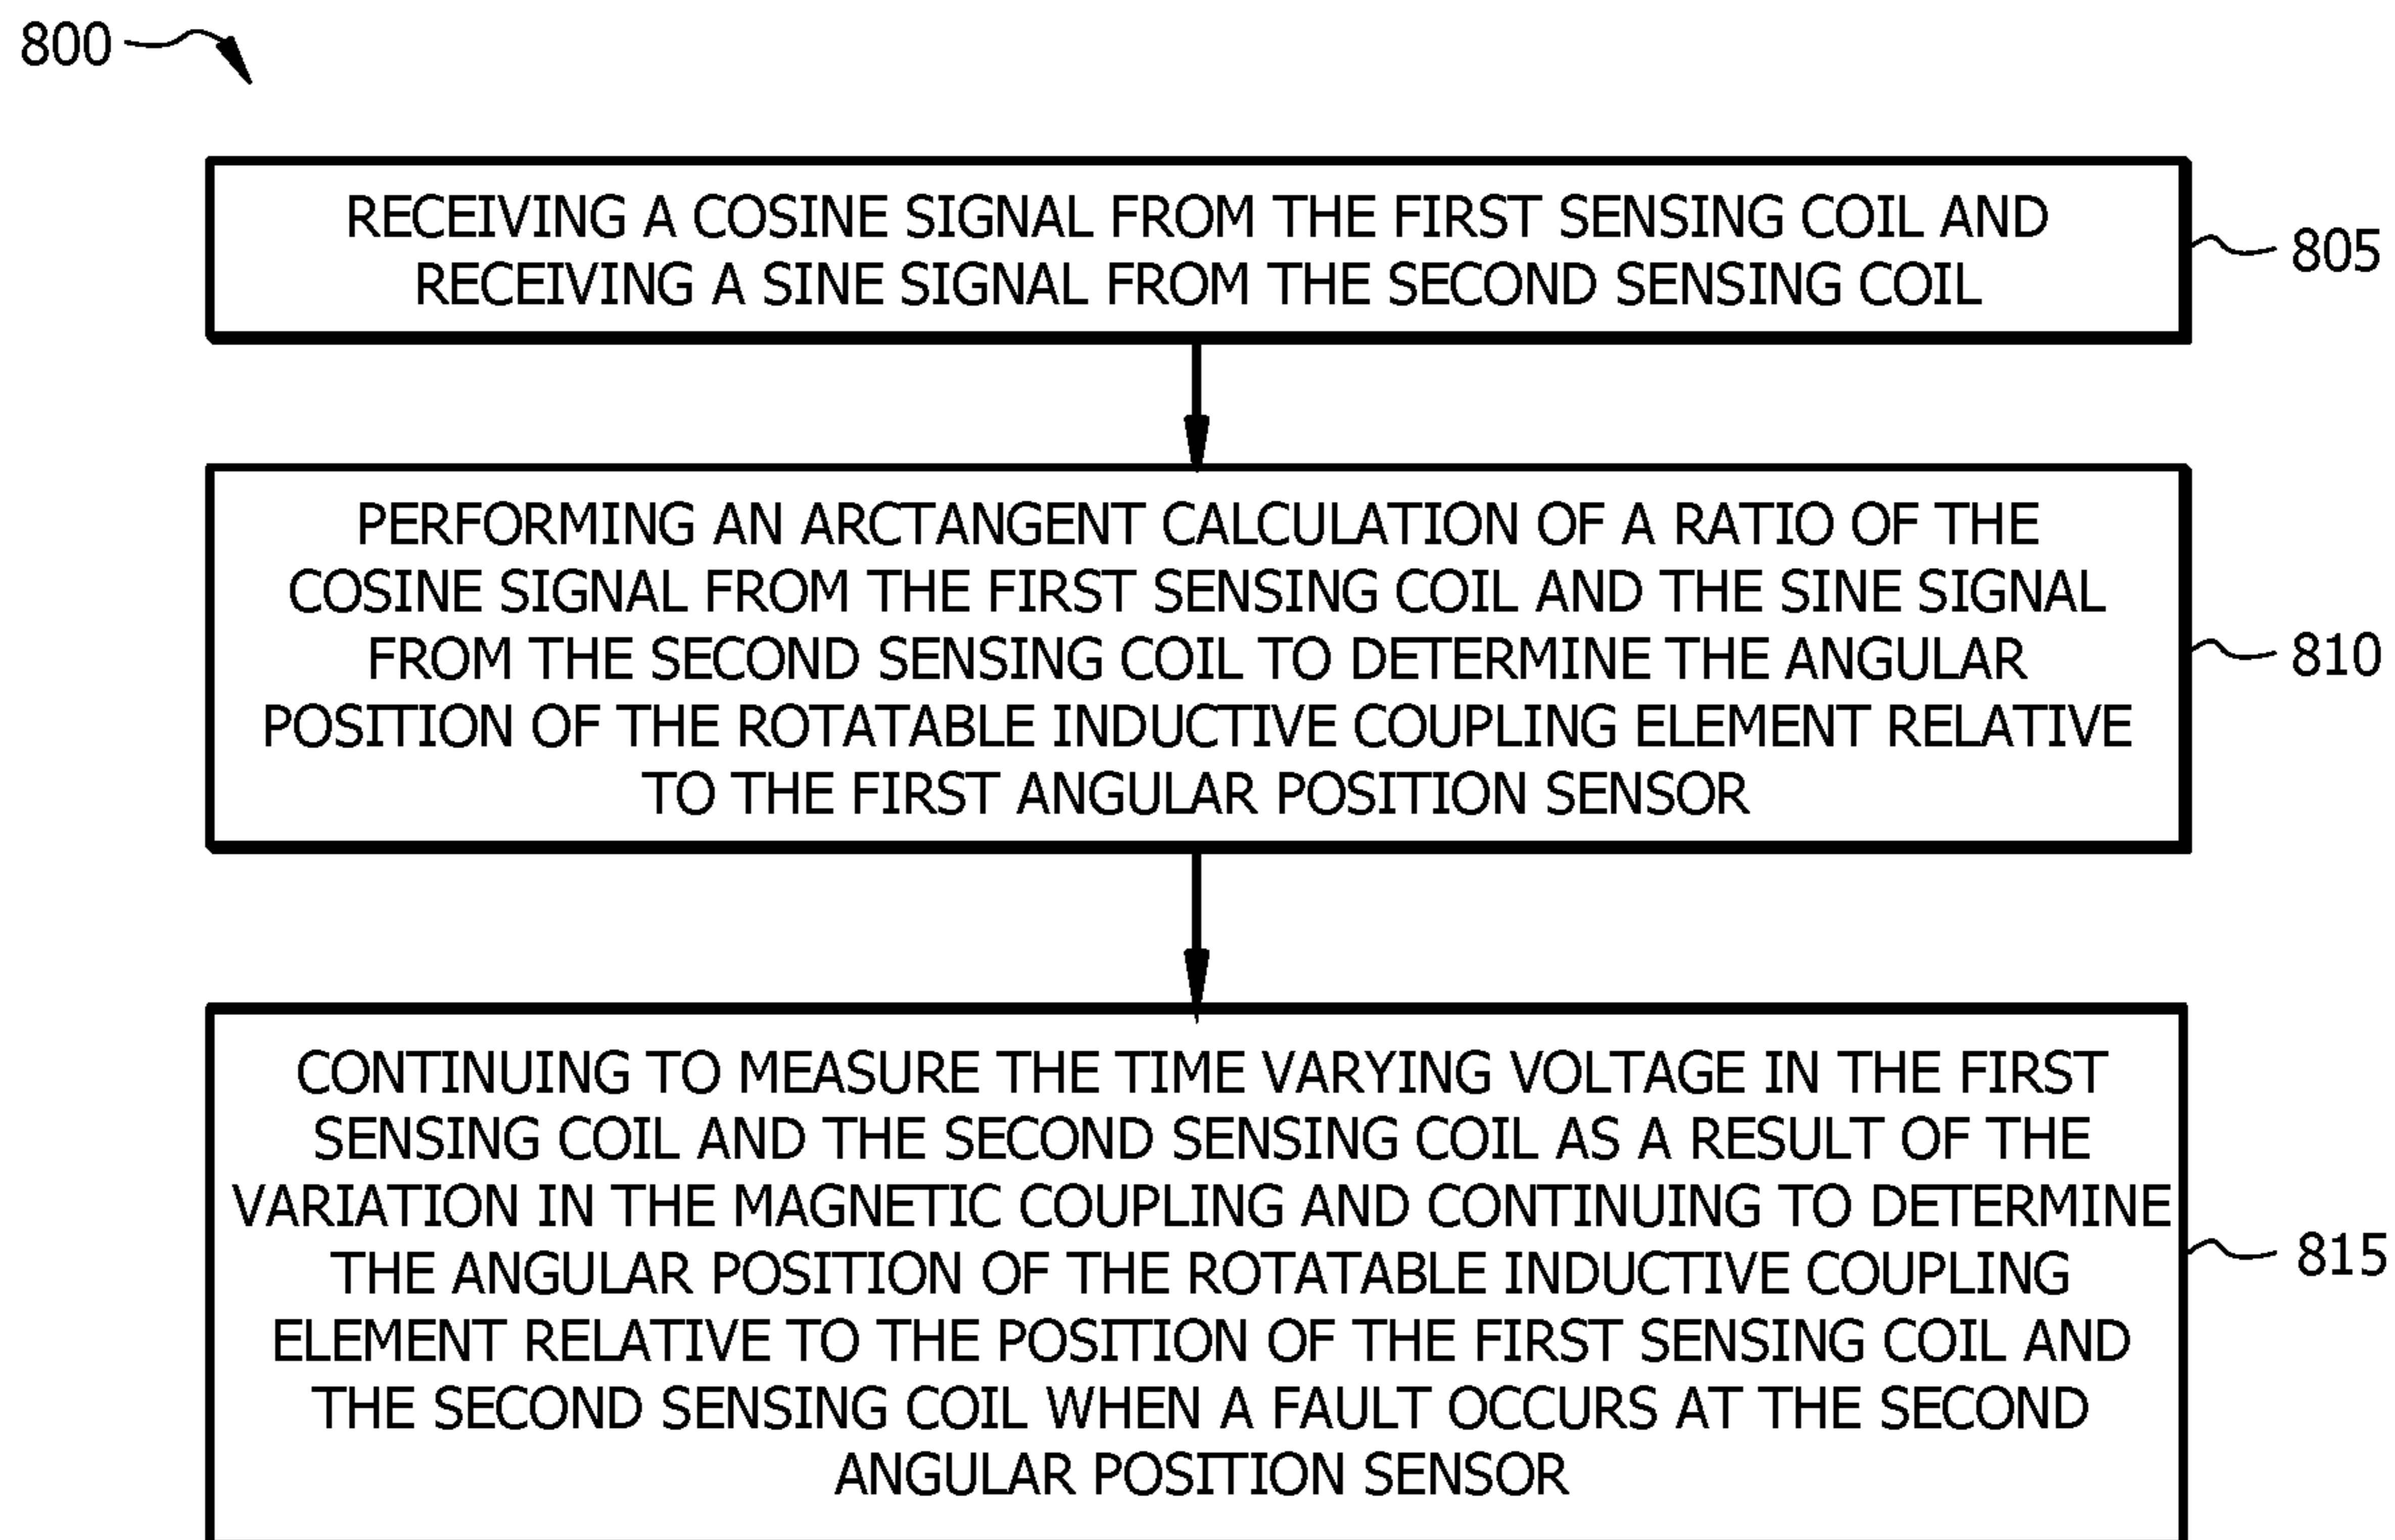 800
RECEIVING A COSINE SIGNAL FROM THE FIRST SENSING COIL AND
RECEIVING A SINE SIGNAL FROM THE SECOND SENSING COIL
805
PERFORMING AN ARCTANGENT CALCULATION OF A RATIO OF THE
COSINE SIGNAL FROM THE FIRST SENSING COIL AND THE SINE SIGNAL
FROM THE SECOND SENSING COIL TO DETERMINE THE ANGULAR
POSITION OF THE ROTATABLE INDUCTIVE COUPLING ELEMENT RELATIVE
TO THE FIRST ANGULAR POSITION SENSOR
810
CONTINUING TO MEASURE THE TIME VARYING VOLTAGE IN THE FIRST
SENSING COIL AND THE SECOND SENSING COIL AS A RESULT OF THE
VARIATION IN THE MAGNETIC COUPLING AND CONTINUING TO DETERMINE
THE ANGULAR POSITION OF THE ROTATABLE INDUCTIVE COUPLING
ELEMENT RELATIVE TO THE POSITION OF THE FIRST SENSING COIL AND
THE SECOND SENSING COIL WHEN A FAULT OCCURS AT THE SECOND
ANGULAR POSITION SENSOR
815